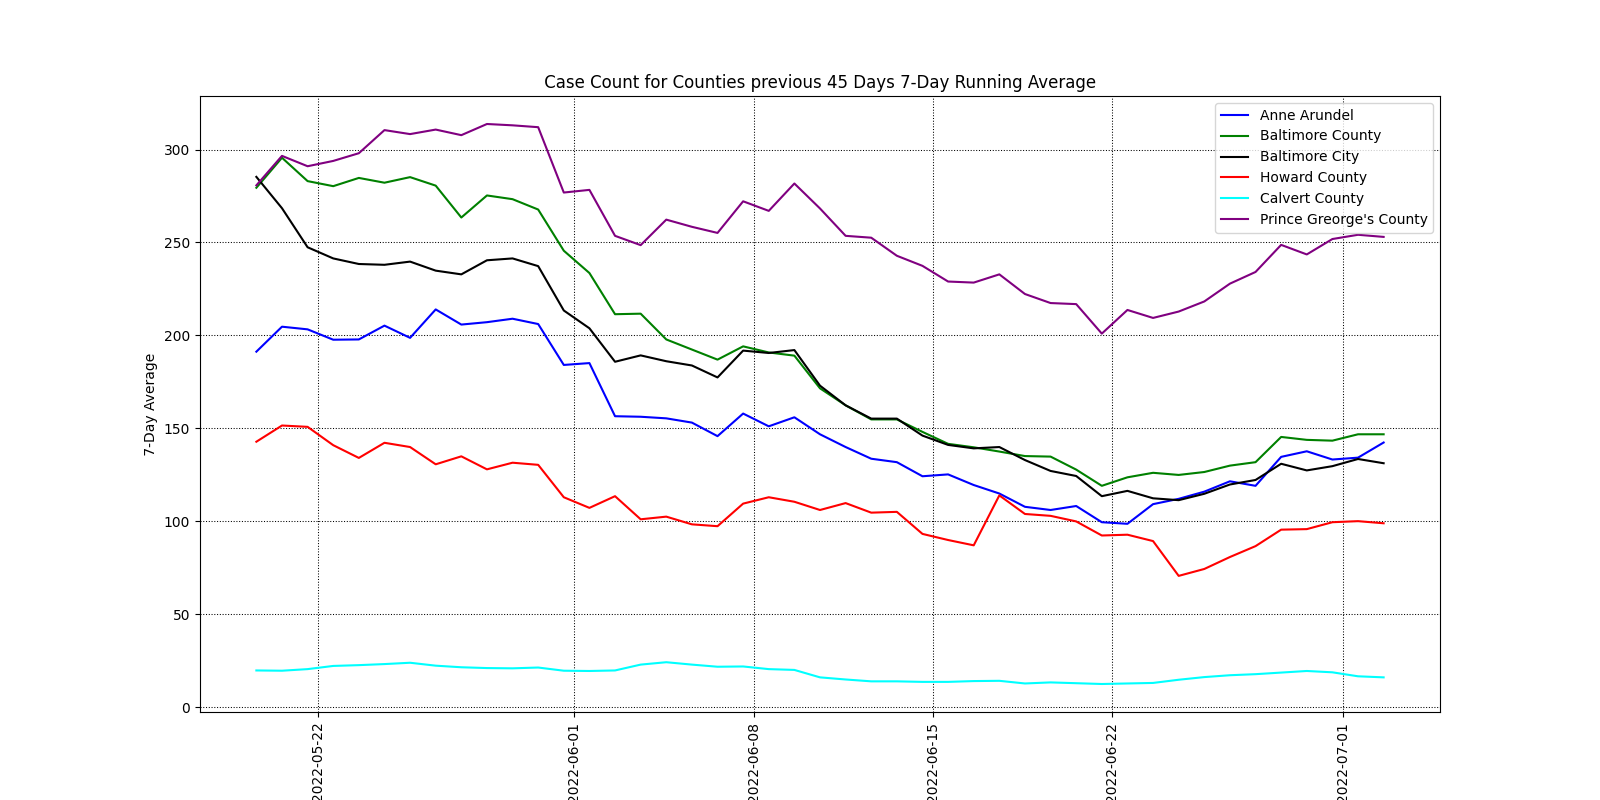 Case Count for Counties previous 45 Days 7-Day Running Average
Anne Arundel
Baltimore County
Baltimore City
Howard County
Calvert County
Prince Greorge's County
7-Day Average
300
250
200
150
100
50
0
2022-05-22
2022-06-01
2022-06-08
2022-06-15
2022-06-22
2022-07-01